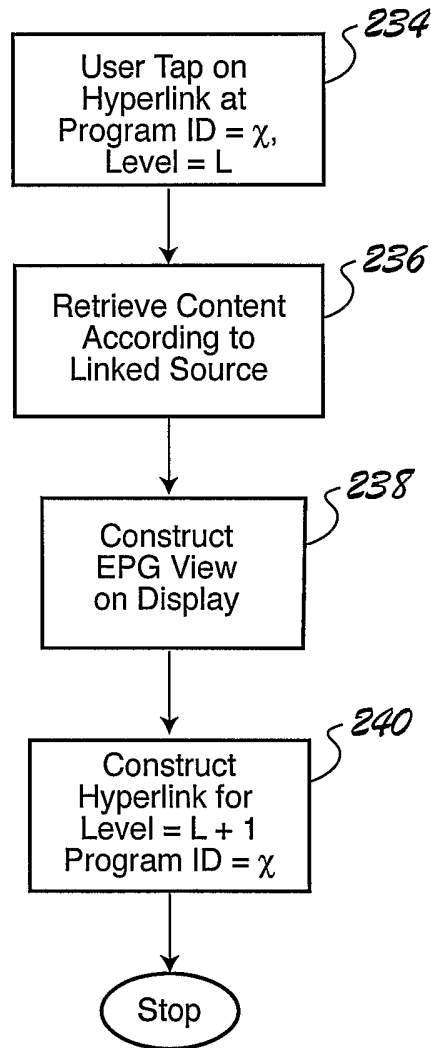 234
User Tap on
Hyperlink at
Program ID = χ,
Level = L
236
Retrieve Content
According to
Linked Source
238
Construct
EPG View
on Display
240
Construct
Hyperlink for
Level = L + 1
Program ID = χ
Stop